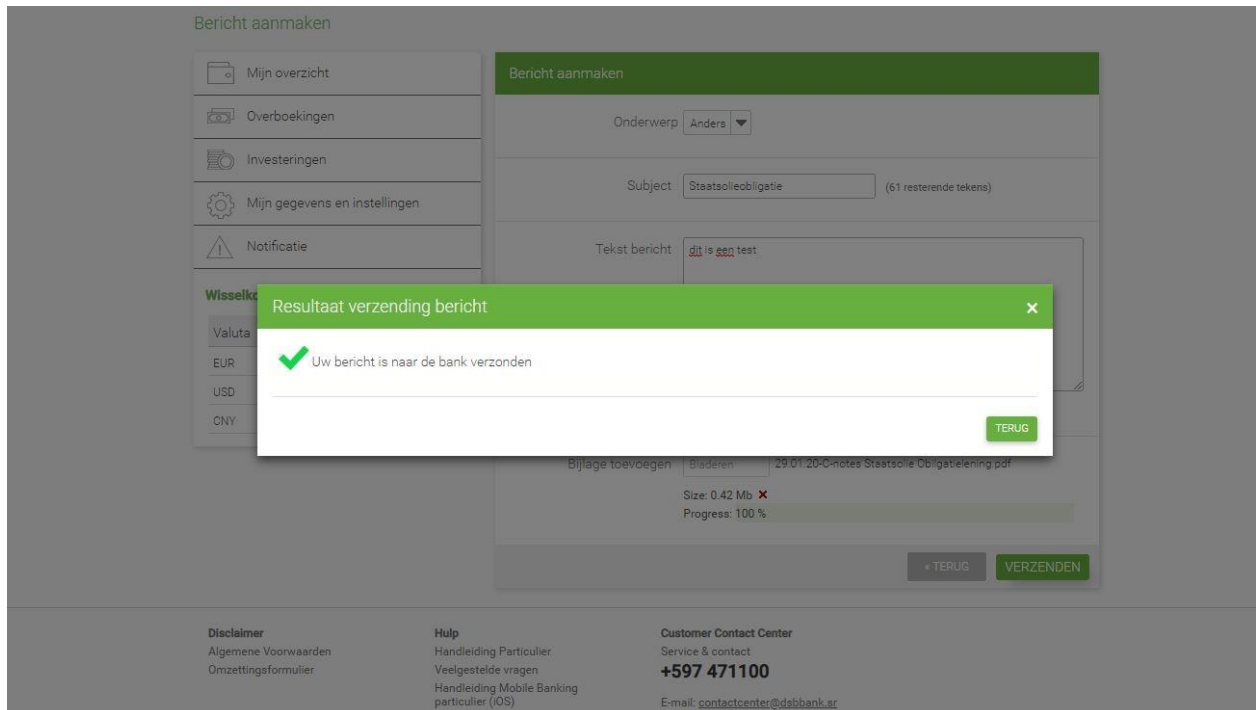 Bericht aanmaken
Mijn overzicht
Overboekingen
Investeringen
Mijn gegevens en instellingen
Notificatie
Valuta
EUR
USD
CNY
Bericht aanmaken
Onderwerp Anders
Subject Staatsolieobligatie (61 resterende tekens)
Tekst bericht dit is een test
Resultaat verzending bericht ×
Uw bericht is naar de bank verzonden
TERUG
Bijlage toevoegen Bladeren 29.01.20-C-notes Staatsolie Obligatielening.pdf
Size: 0.42 Mb
Progress: 100 %
« TERUG VERZENDEN
Disclaimer
Algemene Voorwaarden
Omzettingsformulier
Hulp
Handleiding Particulier
Veelgestelde vragen
Handleiding Mobile Banking
particulier (iOS)
Customer Contact Center
Service & contact
+597 471100
E-mail: contactcenter@dsbbank.sr